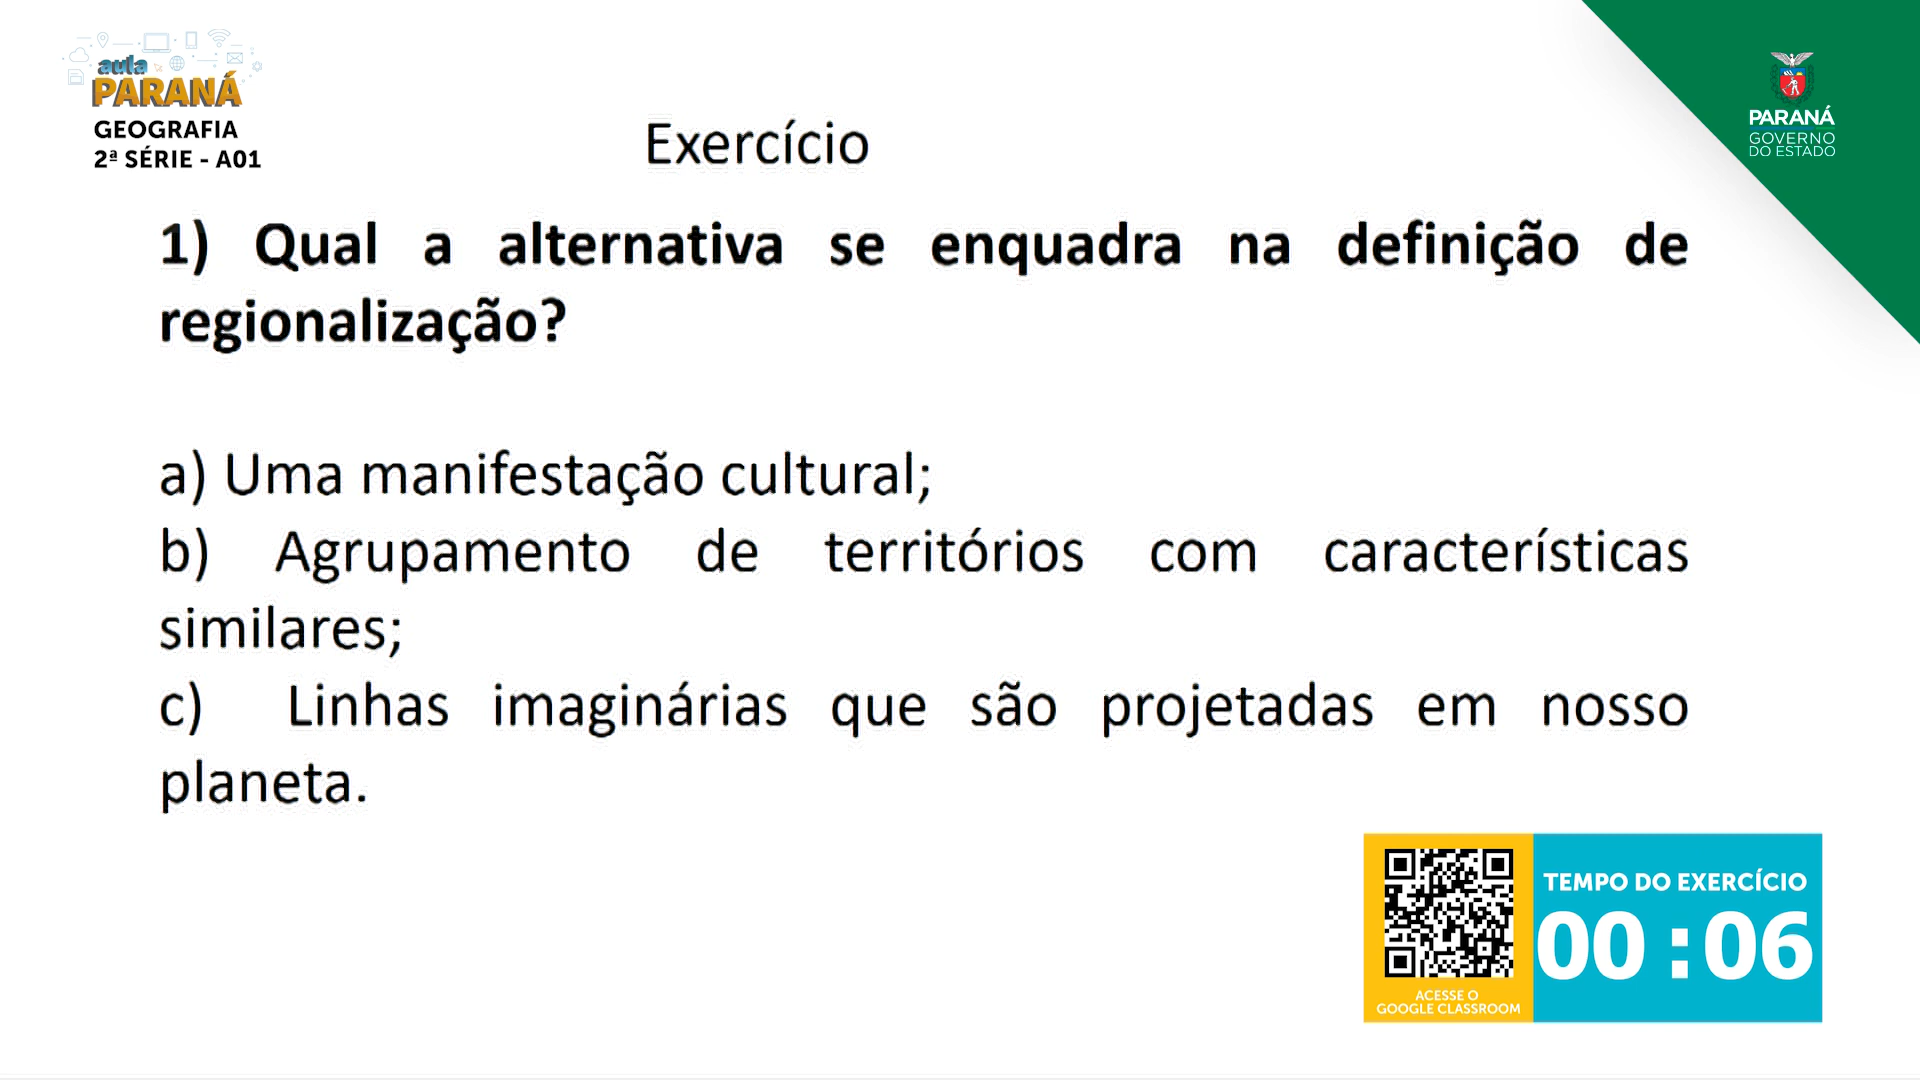 aula
PARANÁ
GEOGRAFIA
2ª SÉRIE - A01
PARANÁ
GOVERNO
DO ESTADO
Exercício
1) Qual a alternativa se enquadra na definição de
regionalização?
a) Uma manifestação cultural;
b) Agrupamento de territórios com características
similares;
c) Linhas imaginárias que são projetadas em nosso
planeta.
ACESSE O
GOOGLE CLASSROOM
TEMPO DO EXERCÍCIO
00:06